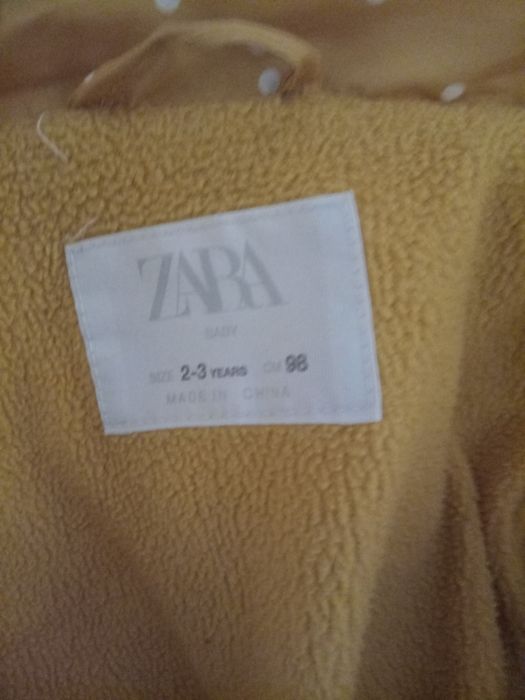 ZARA
BABY
SIZE 2-3 YEARS CM 98
MADE IN CHINA